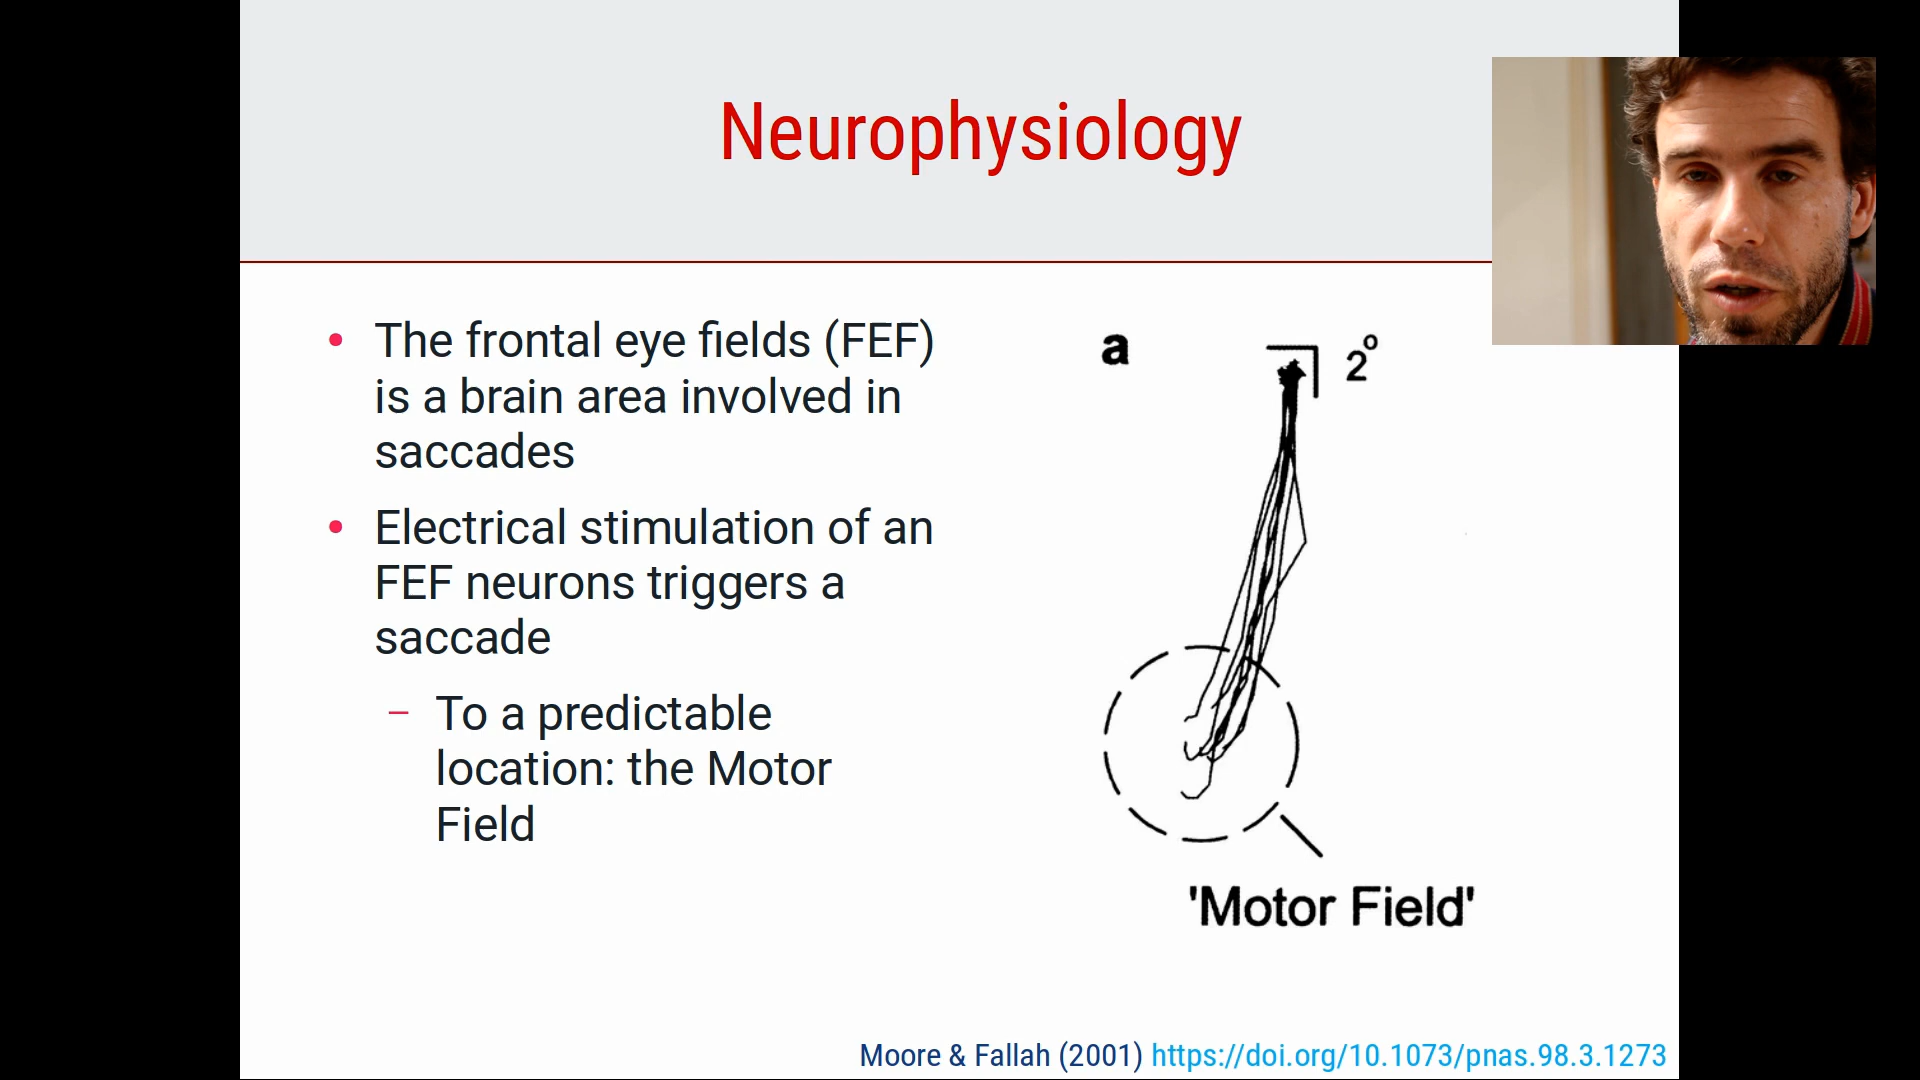 Neurophysiology
• The frontal eye fields (FEF)
is a brain area involved in
saccades
• Electrical stimulation of an
FEF neurons triggers a
saccade
– To a predictable
location: the Motor
Field
a
2°
'Motor Field'
Moore & Fallah (2001) https://doi.org/10.1073/pnas.98.3.1273